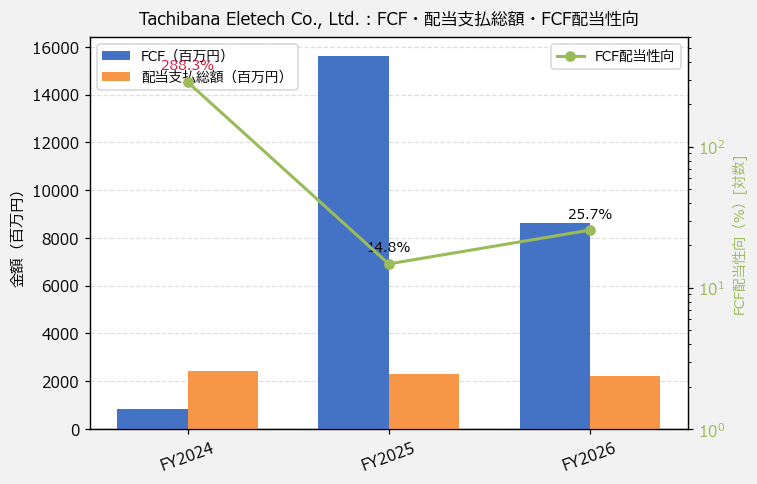 Tachibana Eletech Co., Ltd. : FCF・配当支払総額・FCF配当性向
FCF（百万円）
配当支払総額（百万円）
FCF配当性向
288.3%
14.8%
25.7%
金額（百万円）
16000
14000
12000
10000
8000
6000
4000
2000
0
FCF配当性向（%）[対数]
10²
10¹
10⁰
FY2024
FY2025
FY2026